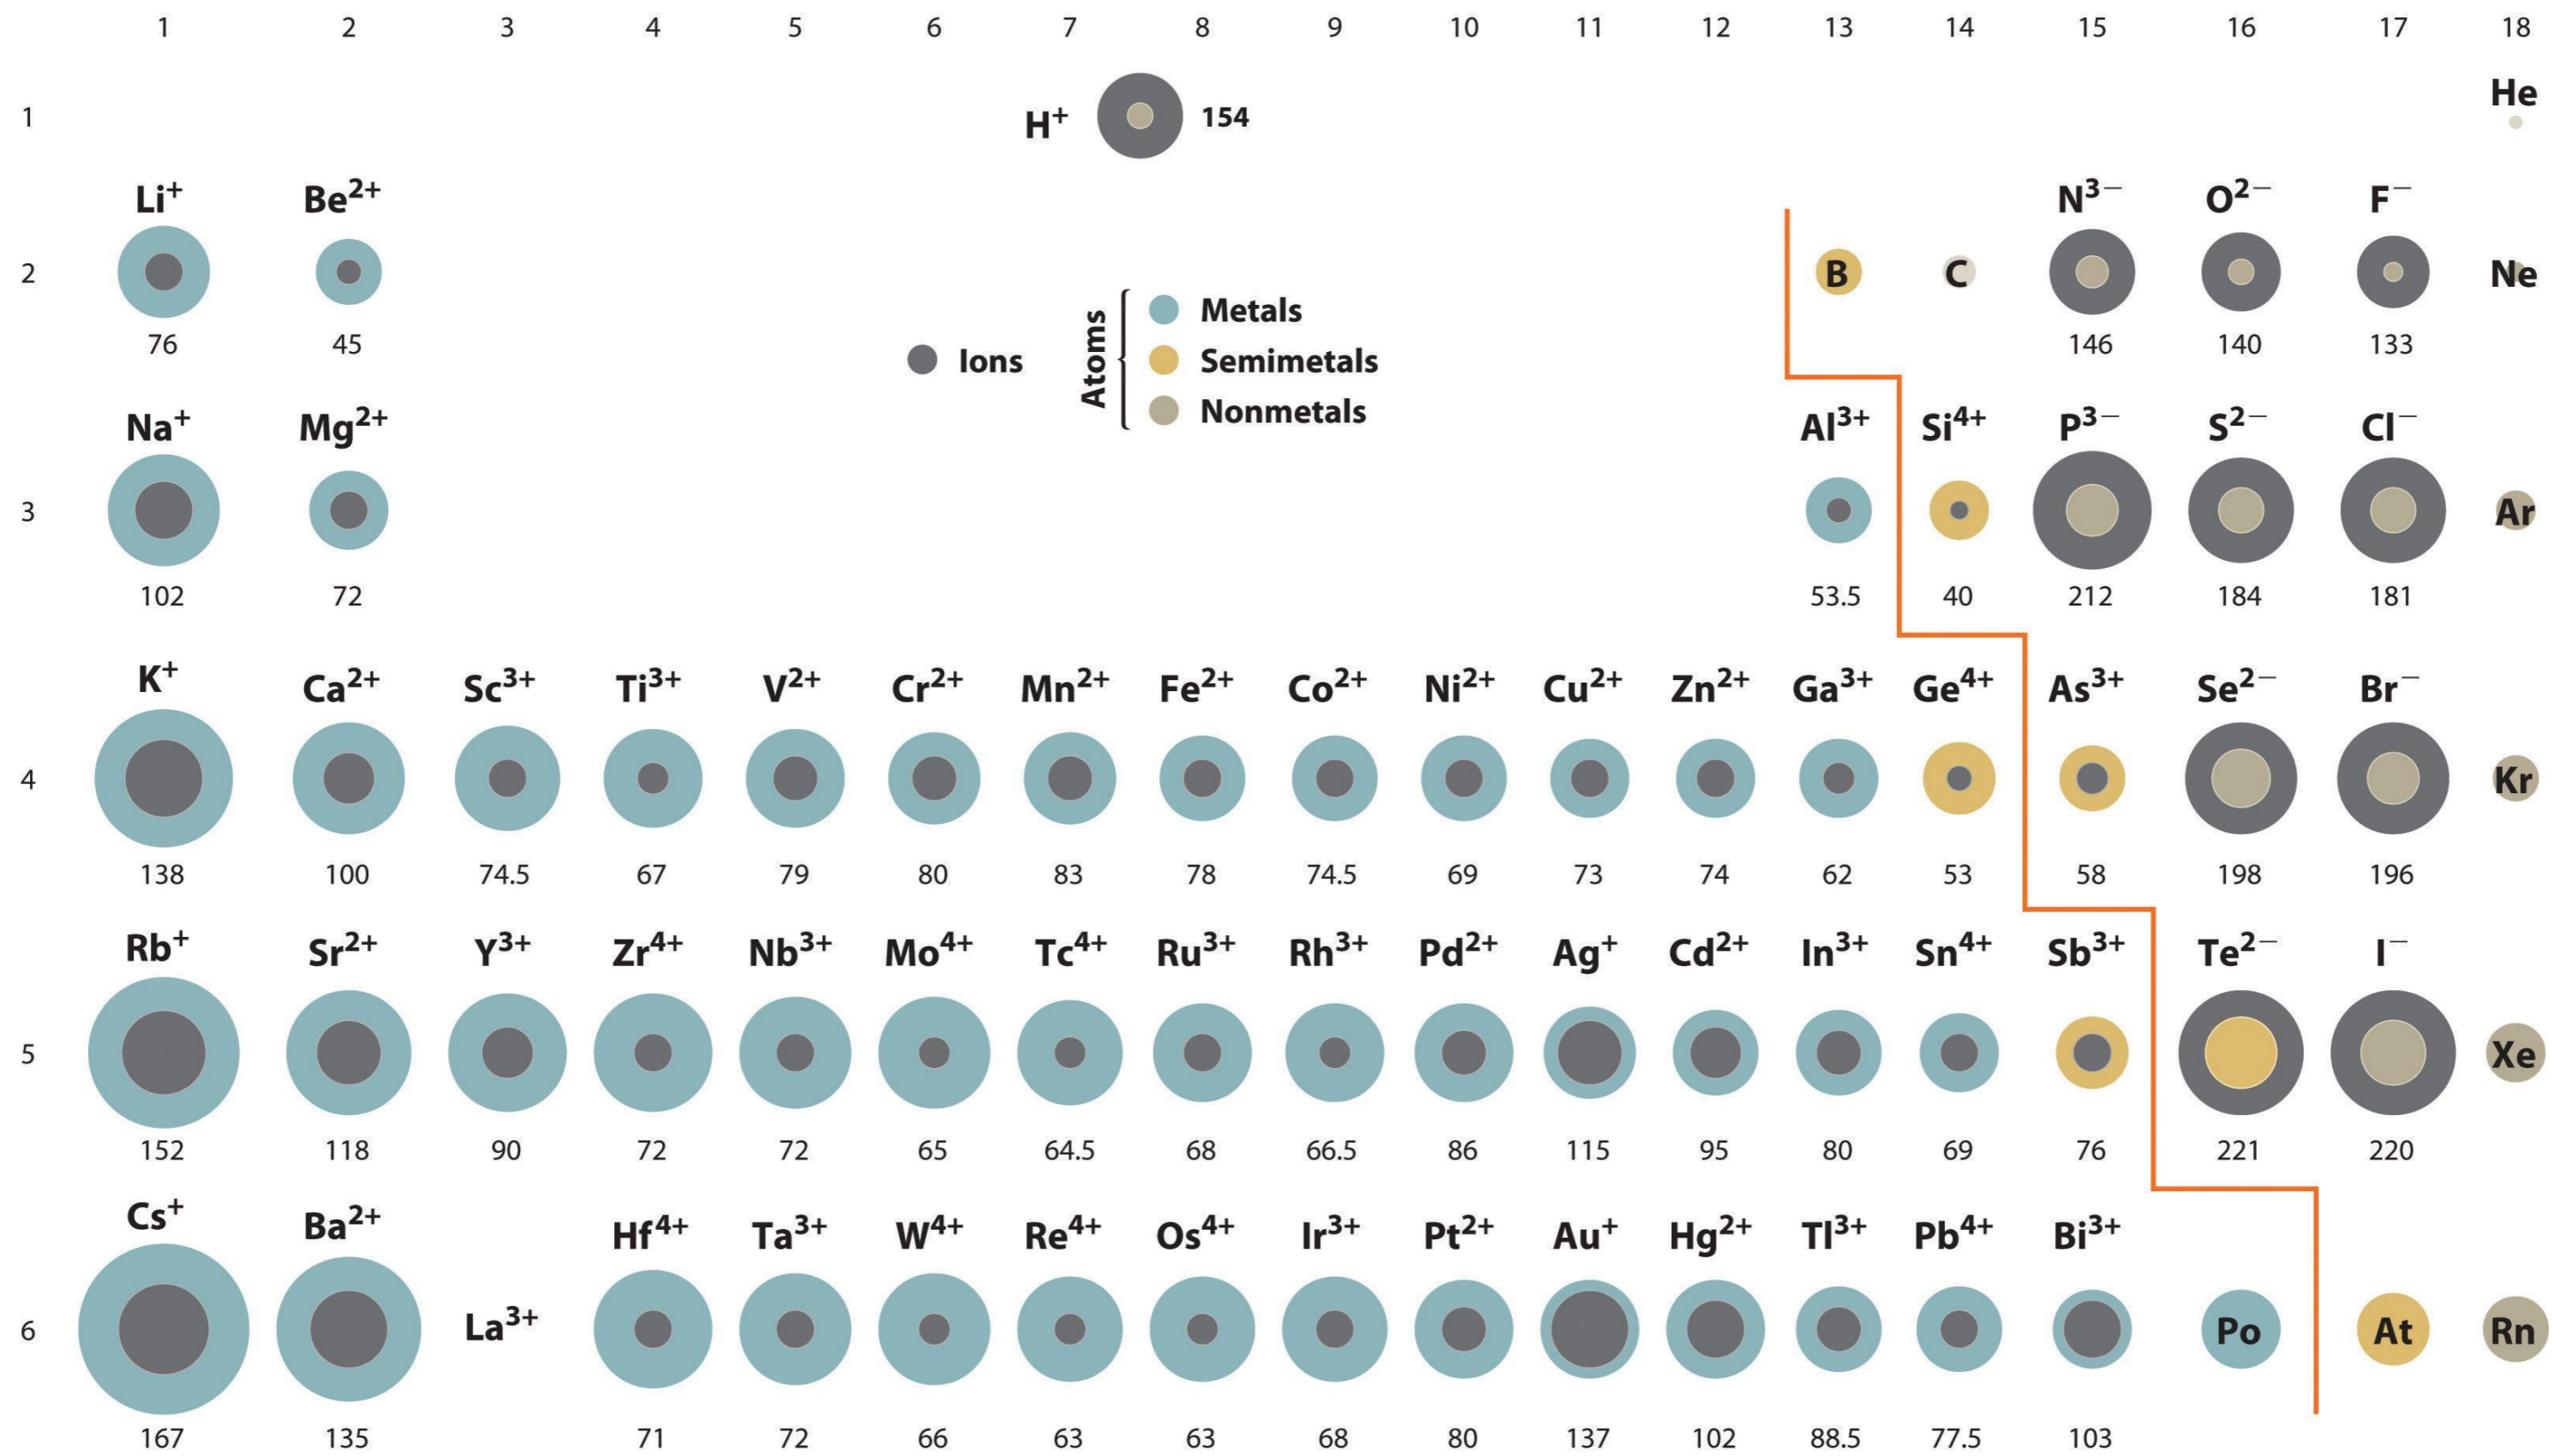 1 2 3 4 5 6 7 8 9 10 11 12 13 14 15 16 17 18
1 H⁺ 154 He
Li⁺ Be²⁺ N³⁻ O²⁻ F⁻
2 B C Ne
76 45 146 140 133
Ions
Atoms
Metals
Semimetals
Nonmetals
Na⁺ Mg²⁺ Al³⁺ Si⁴⁺ P³⁻ S²⁻ Cl⁻
3 Ar
102 72 53.5 40 212 184 181
K⁺ Ca²⁺ Sc³⁺ Ti³⁺ V²⁺ Cr²⁺ Mn²⁺ Fe²⁺ Co²⁺ Ni²⁺ Cu²⁺ Zn²⁺ Ga³⁺ Ge⁴⁺ As³⁺ Se²⁻ Br⁻
4 Kr
138 100 74.5 67 79 80 83 78 74.5 69 73 74 62 53 58 198 196
Rb⁺ Sr²⁺ Y³⁺ Zr⁴⁺ Nb³⁺ Mo⁴⁺ Tc⁴⁺ Ru³⁺ Rh³⁺ Pd²⁺ Ag⁺ Cd²⁺ In³⁺ Sn⁴⁺ Sb³⁺ Te²⁻ I⁻
5 Xe
152 118 90 72 72 65 64.5 68 66.5 86 115 95 80 69 76 221 220
Cs⁺ Ba²⁺ Hf⁴⁺ Ta³⁺ W⁴⁺ Re⁴⁺ Os⁴⁺ Ir³⁺ Pt²⁺ Au⁺ Hg²⁺ Tl³⁺ Pb⁴⁺ Bi³⁺
6 La³⁺ Po At Rn
167 135 71 72 66 63 63 68 80 137 102 88.5 77.5 103